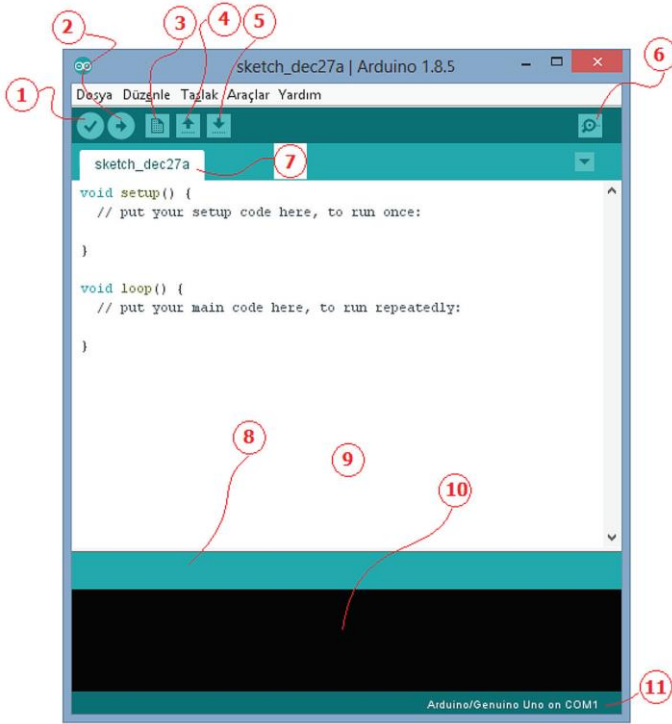 2 3 4 5
sketch_dec27a | Arduino 1.8.5
6
1
Dosya Düzenle Taslak Araçlar Yardım
sketch_dec27a
7
void setup() {
// put your setup code here, to run once:
}
void loop() {
// put your main code here, to run repeatedly:
}
8
9
10
Arduino/Genuino Uno on COM1
11